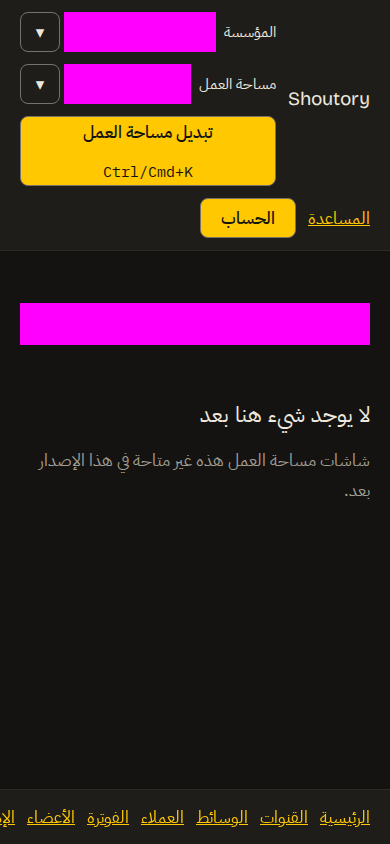 المؤسسة
▼
Shoutory
مساحة العمل
▼
تبديل مساحة العمل
Ctrl/Cmd+K
المساعدة
الحساب
لا يوجد شيء هنا بعد
شاشات مساحة العمل هذه غير متاحة في هذا الإصدار
بعد.
الرئيسية القنوات الوسائط العملاء الفوترة الأعضاء